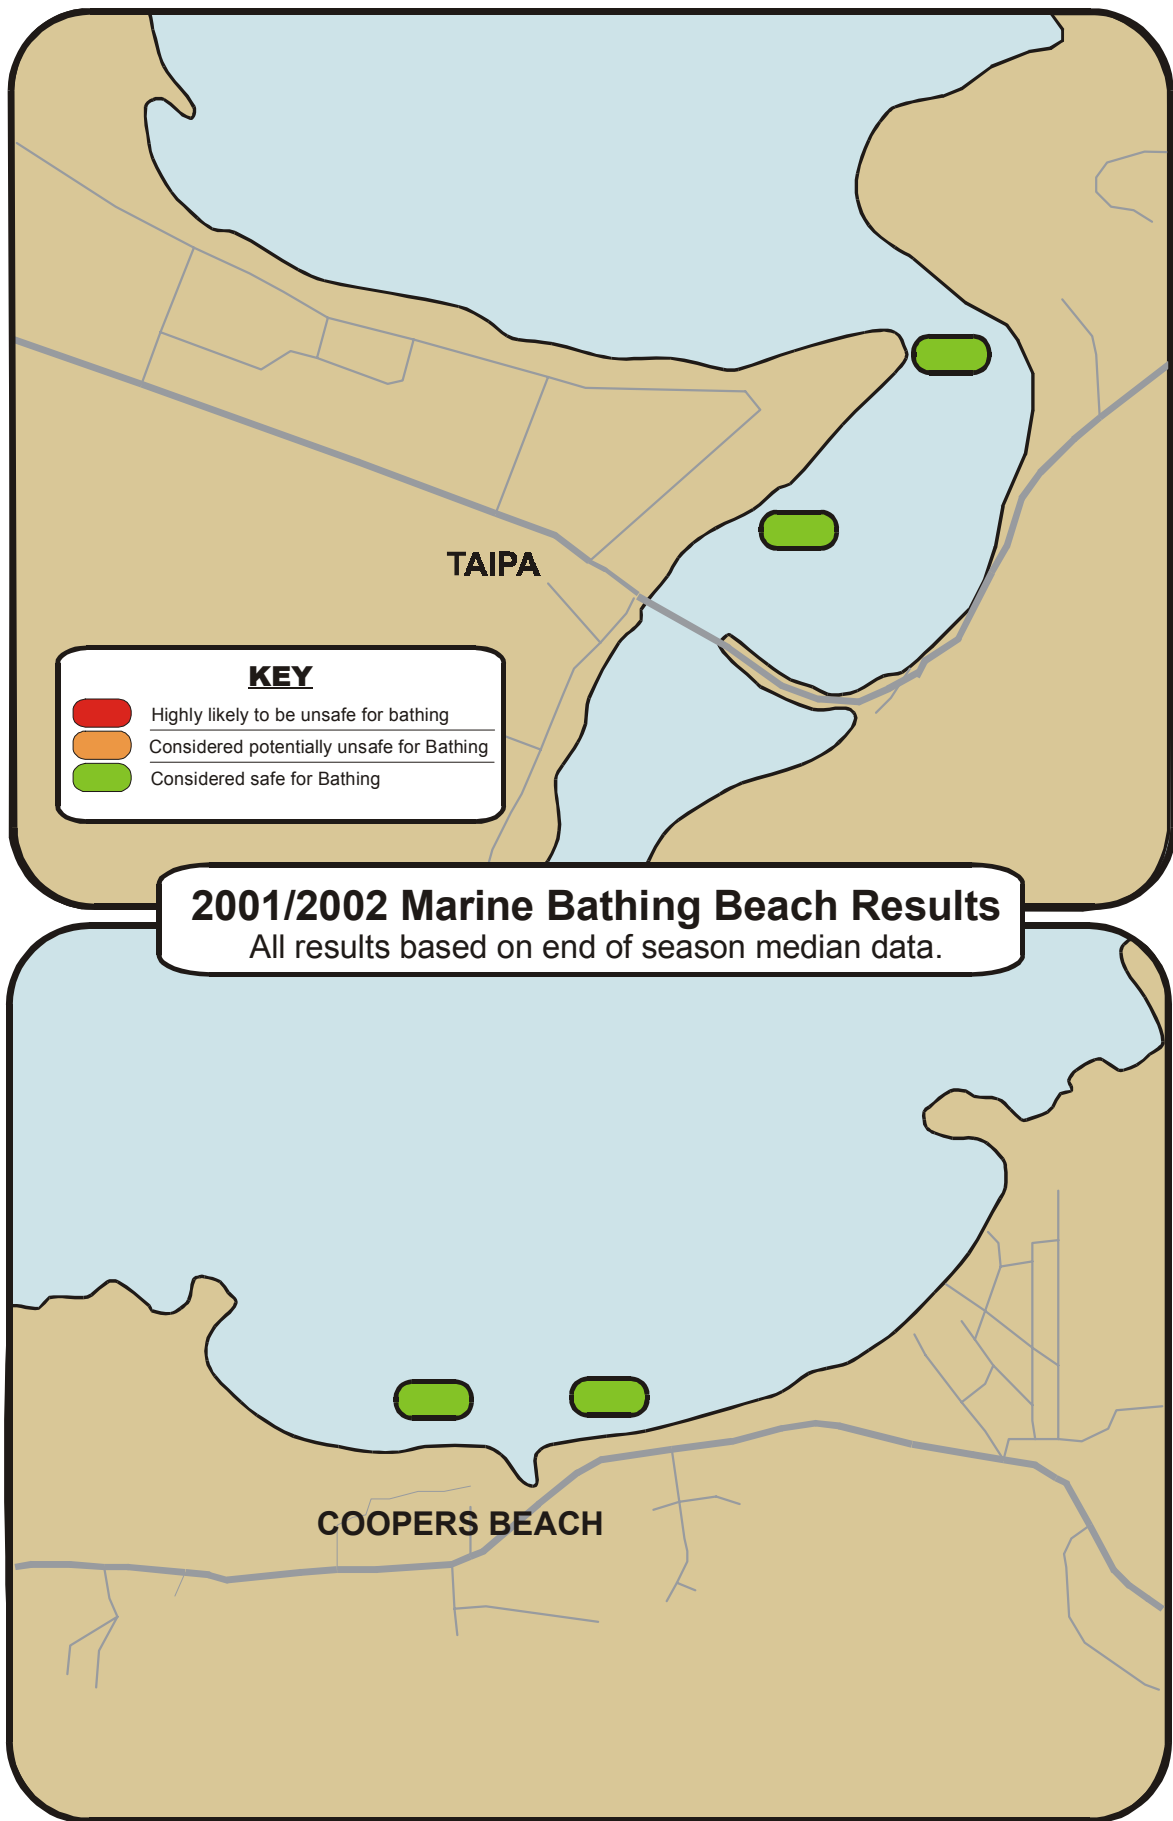 TAIPA
KEY
Highly likely to be unsafe for bathing
Considered potentially unsafe for Bathing
Considered safe for Bathing
2001/2002 Marine Bathing Beach Results
All results based on end of season median data.
COOPERS BEACH